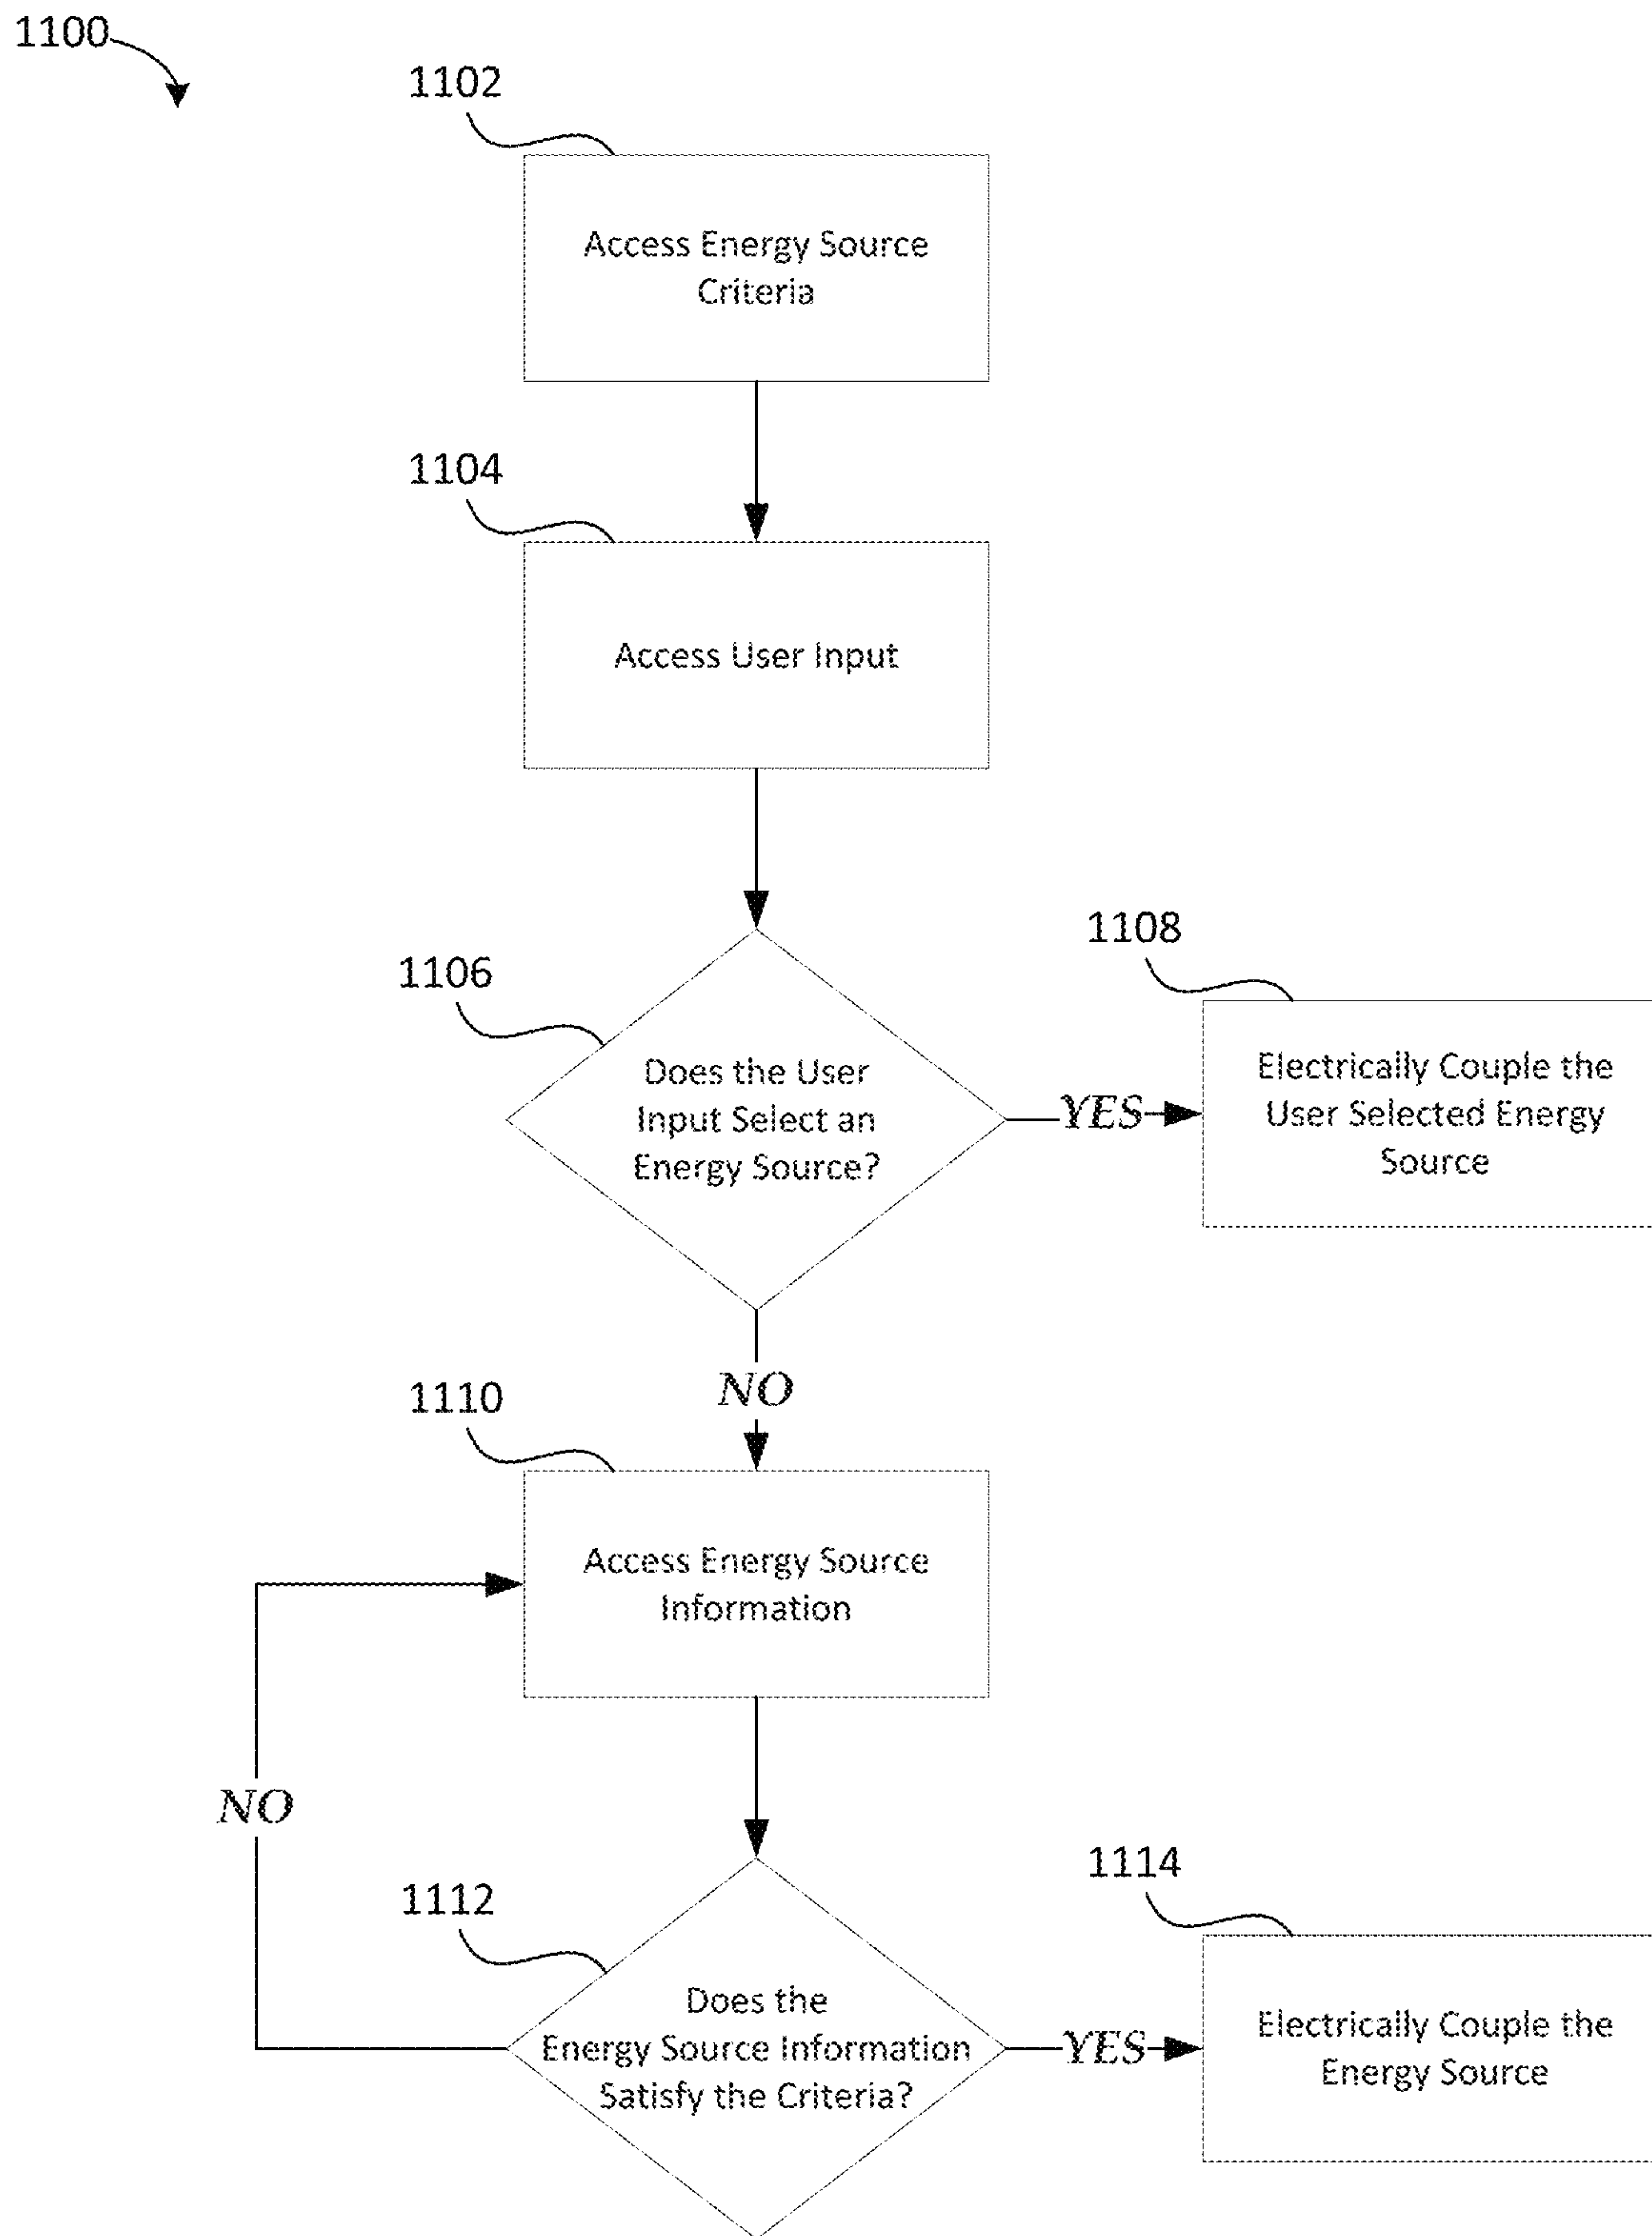 1100
1102
Access Energy Source
Criteria
1104
Access User Input
1106
Does the User
Input Select an
Energy Source?
YES
1108
Electrically Couple the
User Selected Energy
Source
NO
1110
Access Energy Source
Information
NO
1112
Does the
Energy Source Information
Satisfy the Criteria?
YES
1114
Electrically Couple the
Energy Source